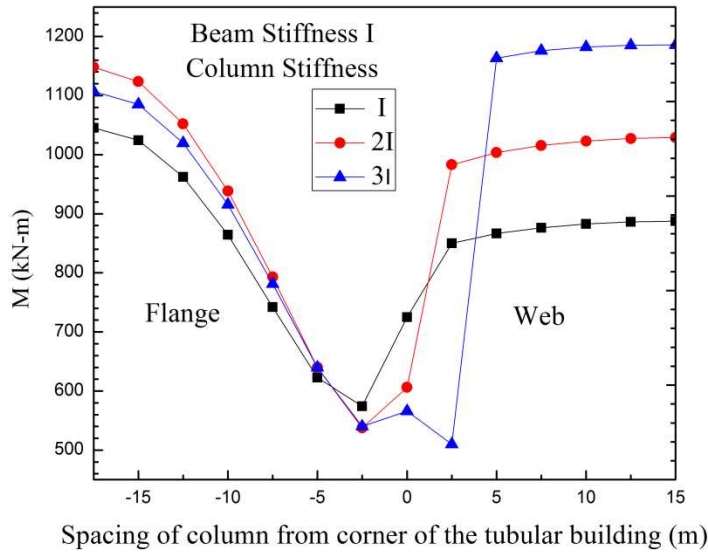 Beam Stiffness I
Column Stiffness
I
2I
3I
Flange
Web
M (kN-m)
1200
1100
1000
900
800
700
600
500
-15
-10
-5
0
5
10
15
Spacing of column from corner of the tubular building (m)